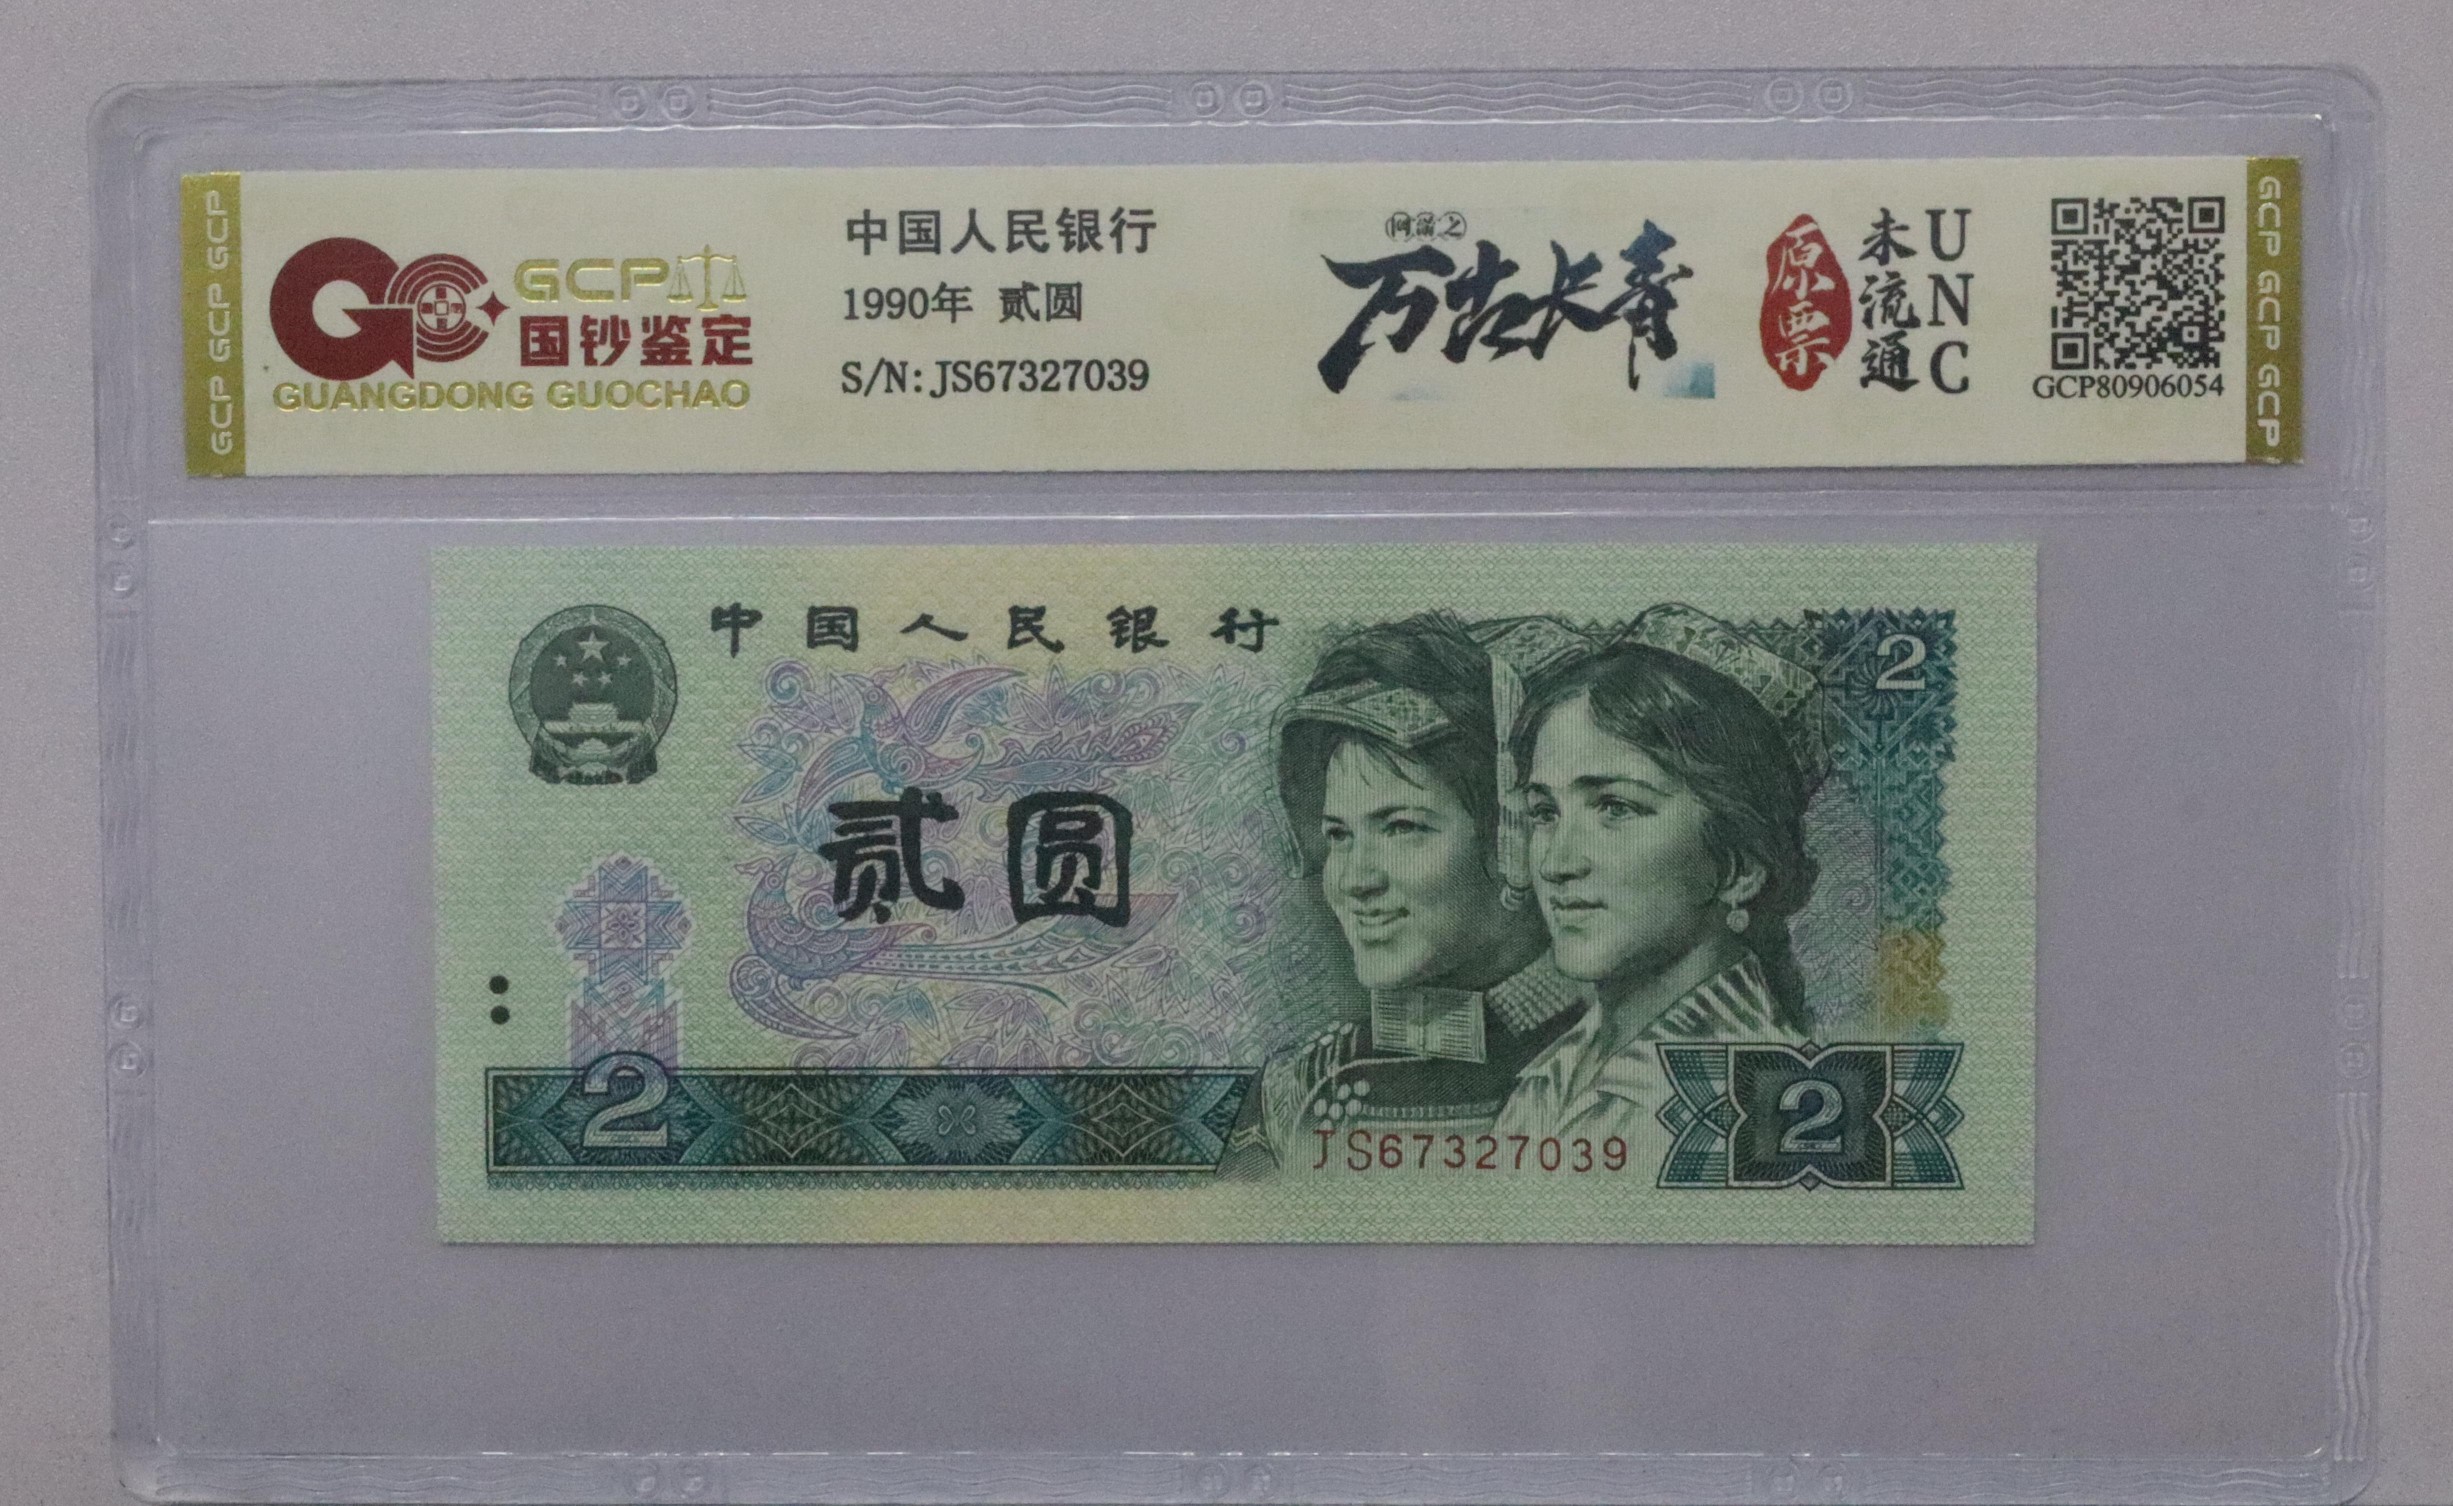 GCP GCP GCP
GCP
国钞鉴定
GUANGDONG GUOCHAO
中国人民银行
1990年 贰圆
S/N: JS67327039
万古长青
原票
未流通
UNC
GCP80906054
GCP GCP GCP
中国人民银行
2
贰圆
2
JS67327039
2